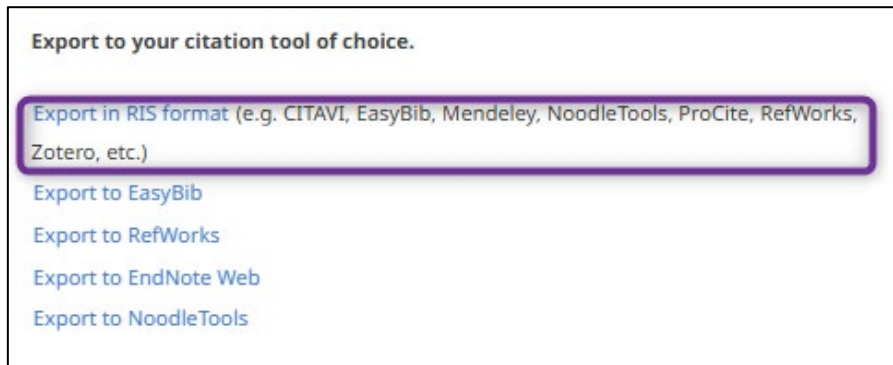 Export to your citation tool of choice.
Export in RIS format (e.g. CITAVI, EasyBib, Mendeley, NoodleTools, ProCite, RefWorks,
Zotero, etc.)
Export to EasyBib
Export to RefWorks
Export to EndNote Web
Export to NoodleTools